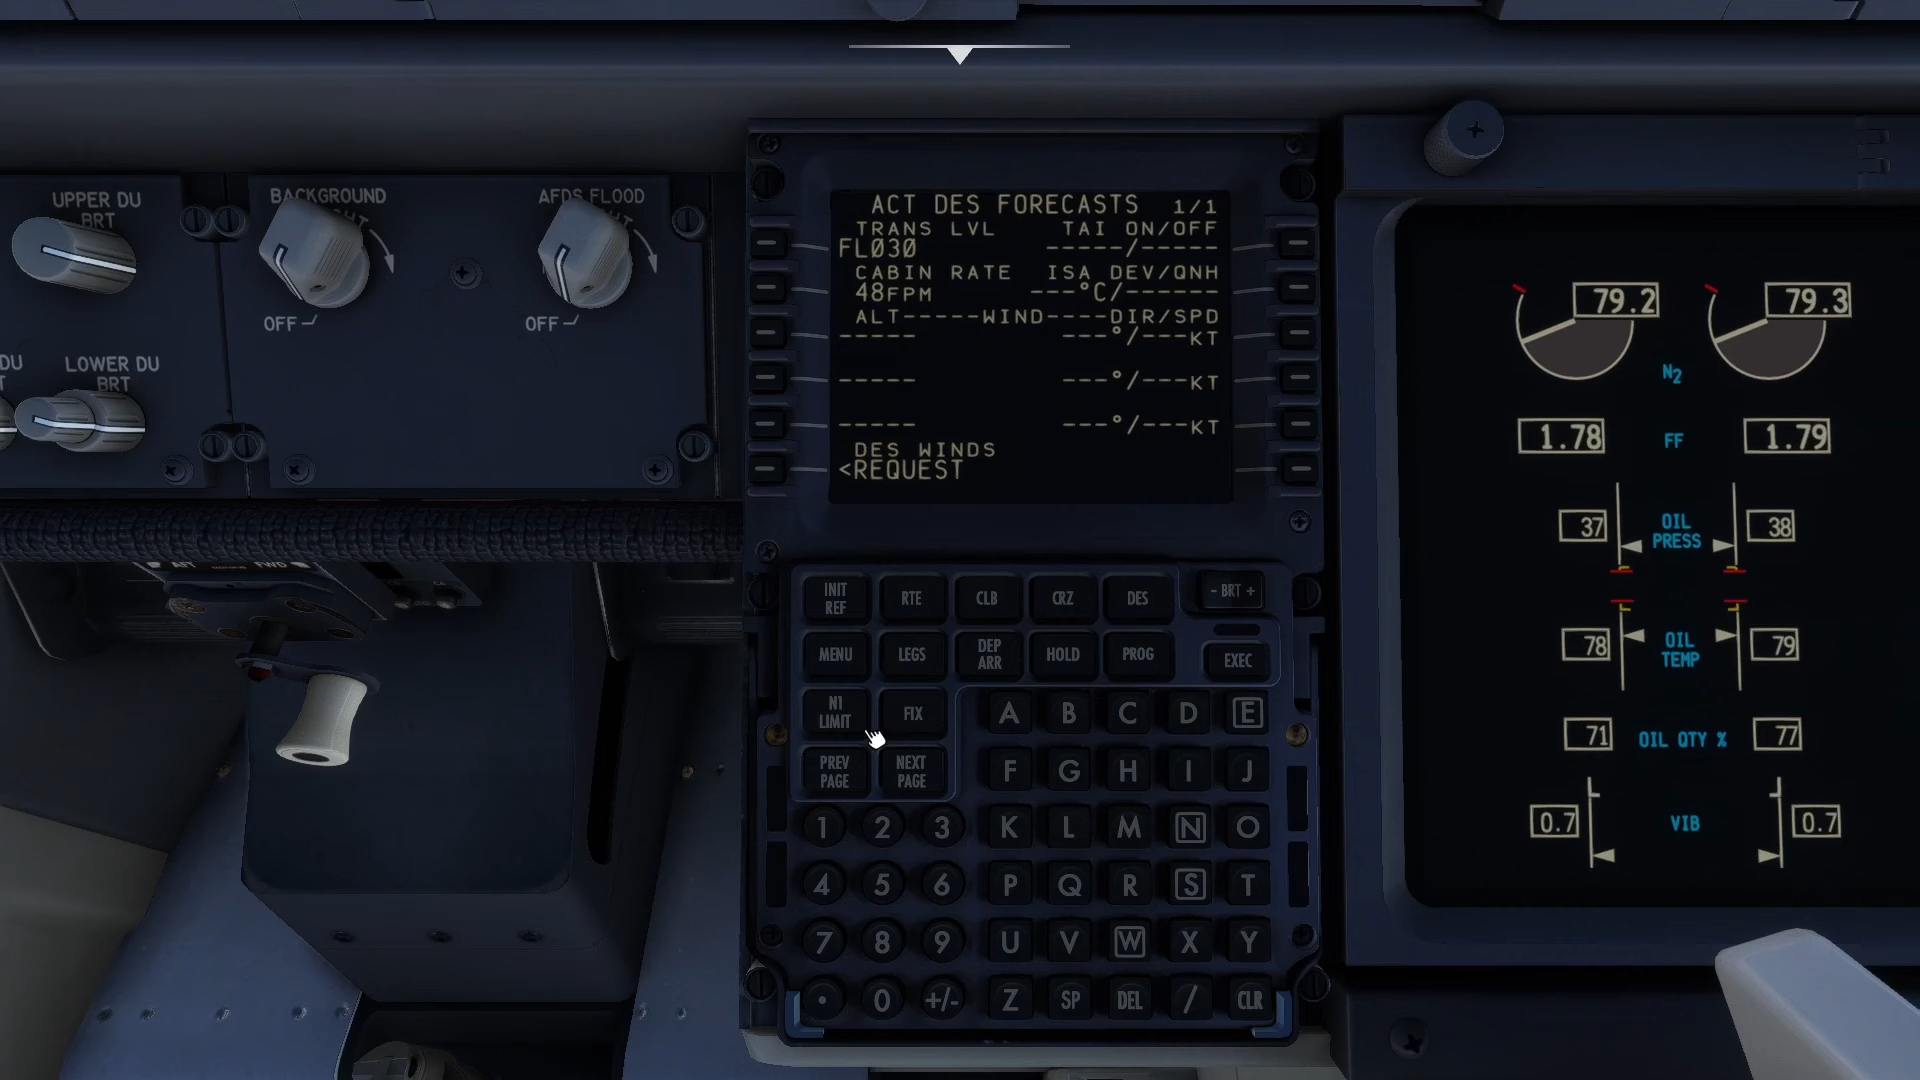 UPPER DU
BRT
BACKGROUND
AFDS FLOOD
OFF
OFF
LOWER DU
BRT
DU
ACT DES FORECASTS 1/1
TRANS LVL TAI ON/OFF
FL030 -----/-----
CABIN RATE ISA DEV/QNH
48FPM ---°C/------
ALT-----WIND----DIR/SPD
----- ---°/---KT
----- ---°/---KT
----- ---°/---KT
DES WINDS
<REQUEST
AFT FWD
INIT REF RTE CLB CRZ DES - BRT +
MENU LEGS DEP ARR HOLD PROG EXEC
N1 LIMIT FIX
PREV PAGE NEXT PAGE
A B C D E
F G H I J
1 2 3 K L M N O
4 5 6 P Q R S T
7 8 9 U V W X Y
. 0 +/- Z SP DEL / CLR
79.2 79.3
N2
1.78 FF 1.79
37 OIL PRESS 38
78 OIL TEMP 79
71 OIL QTY % 77
0.7 VIB 0.7